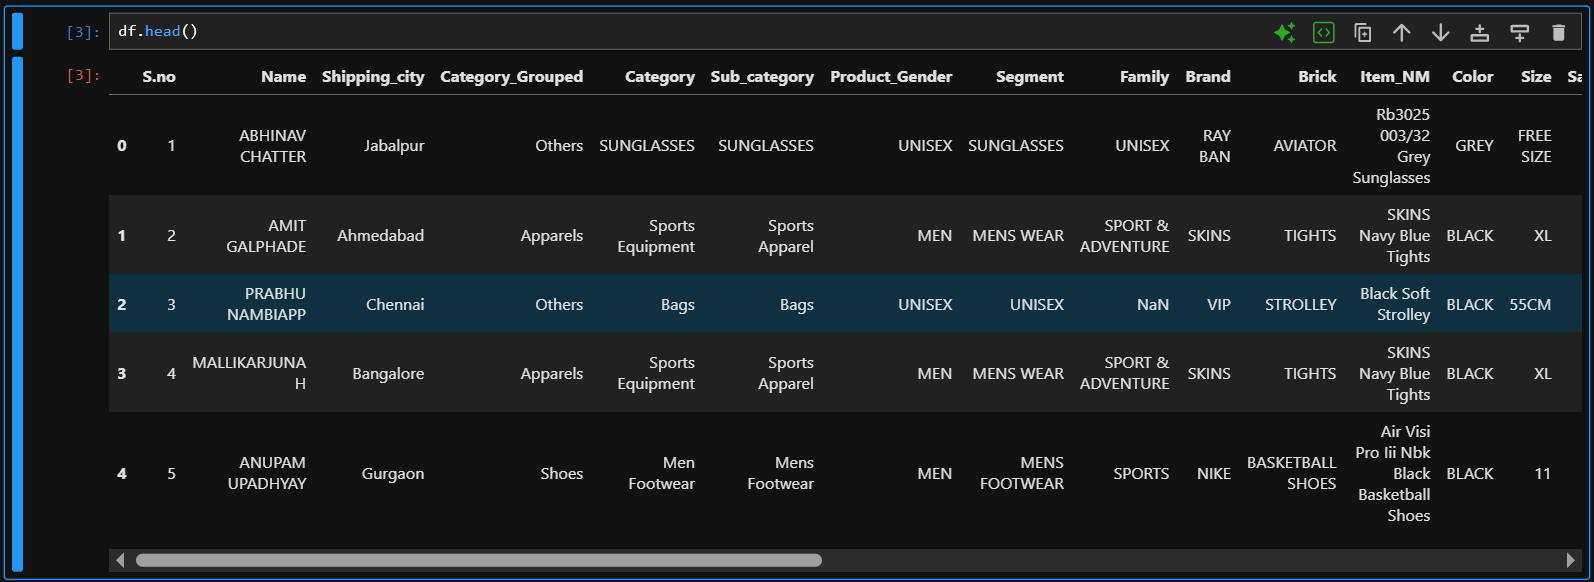 [3]: df.head()
[3]: S.no Name Shipping_city Category_Grouped Category Sub_category Product_Gender Segment Family Brand Brick Item_NM Color Size Sa
0 1 ABHINAV CHATTER Jabalpur Others SUNGLASSES SUNGLASSES UNISEX SUNGLASSES UNISEX RAY BAN AVIATOR Rb3025 003/32 Grey Sunglasses GREY FREE SIZE
1 2 AMIT GALPHADE Ahmedabad Apparels Sports Equipment Sports Apparel MEN MENS WEAR SPORT & ADVENTURE SKINS TIGHTS SKINS Navy Blue Tights BLACK XL
2 3 PRABHU NAMBIAPP Chennai Others Bags Bags UNISEX UNISEX NaN VIP STROLLEY Black Soft Strolley BLACK 55CM
3 4 MALLIKARJUNA H Bangalore Apparels Sports Equipment Sports Apparel MEN MENS WEAR SPORT & ADVENTURE SKINS TIGHTS SKINS Navy Blue Tights BLACK XL
4 5 ANUPAM UPADHYAY Gurgaon Shoes Men Footwear Mens Footwear MEN MENS FOOTWEAR SPORTS NIKE BASKETBALL SHOES Air Visi Pro Iii Nbk Black Basketball Shoes BLACK 11